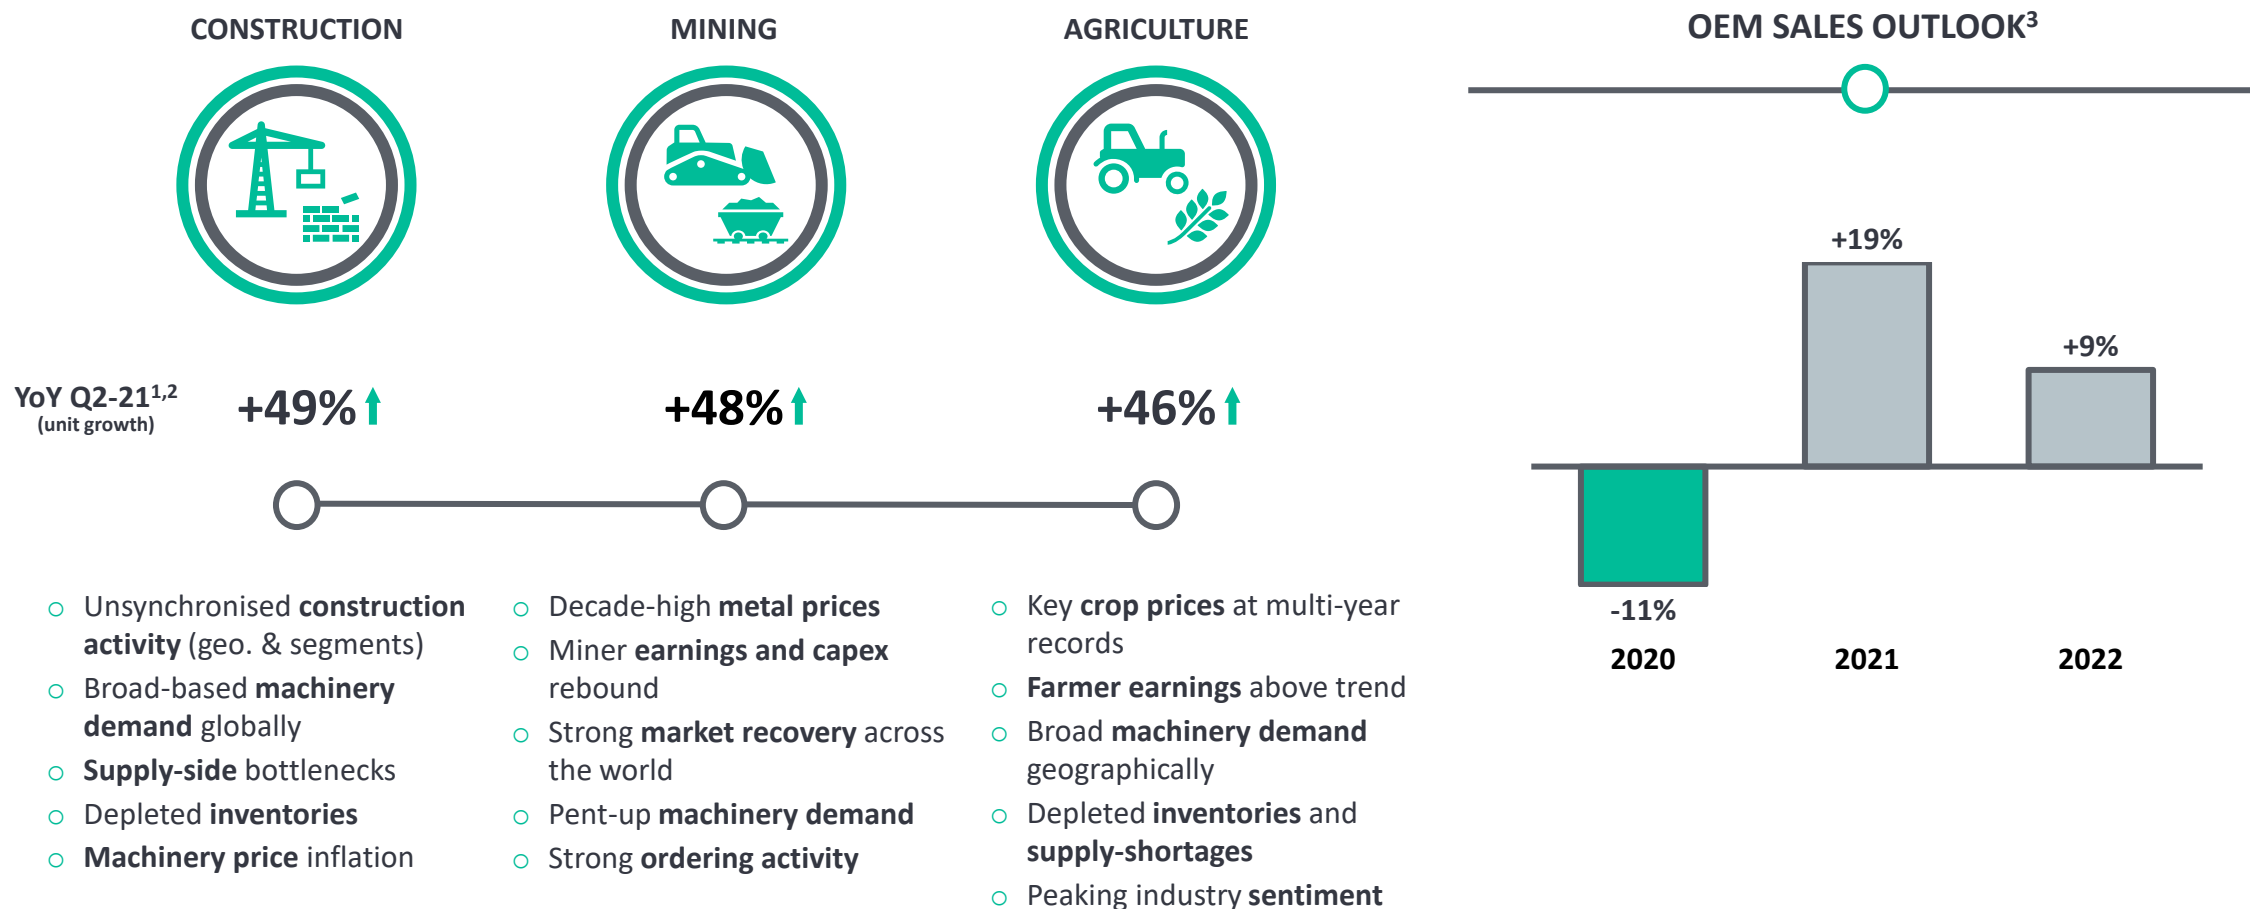 CONSTRUCTION
MINING
AGRICULTURE
YoY Q2-21¹,²
(unit growth)
+49%
+48%
+46%
○ Unsynchronised construction
activity (geo. & segments)
○ Broad-based machinery
demand globally
○ Supply-side bottlenecks
○ Depleted inventories
○ Machinery price inflation
○ Decade-high metal prices
○ Miner earnings and capex
rebound
○ Strong market recovery across
the world
○ Pent-up machinery demand
○ Strong ordering activity
○ Key crop prices at multi-year
records
○ Farmer earnings above trend
○ Broad machinery demand
geographically
○ Depleted inventories and
supply-shortages
○ Peaking industry sentiment
OEM SALES OUTLOOK³
+19%
+9%
-11%
2020
2021
2022